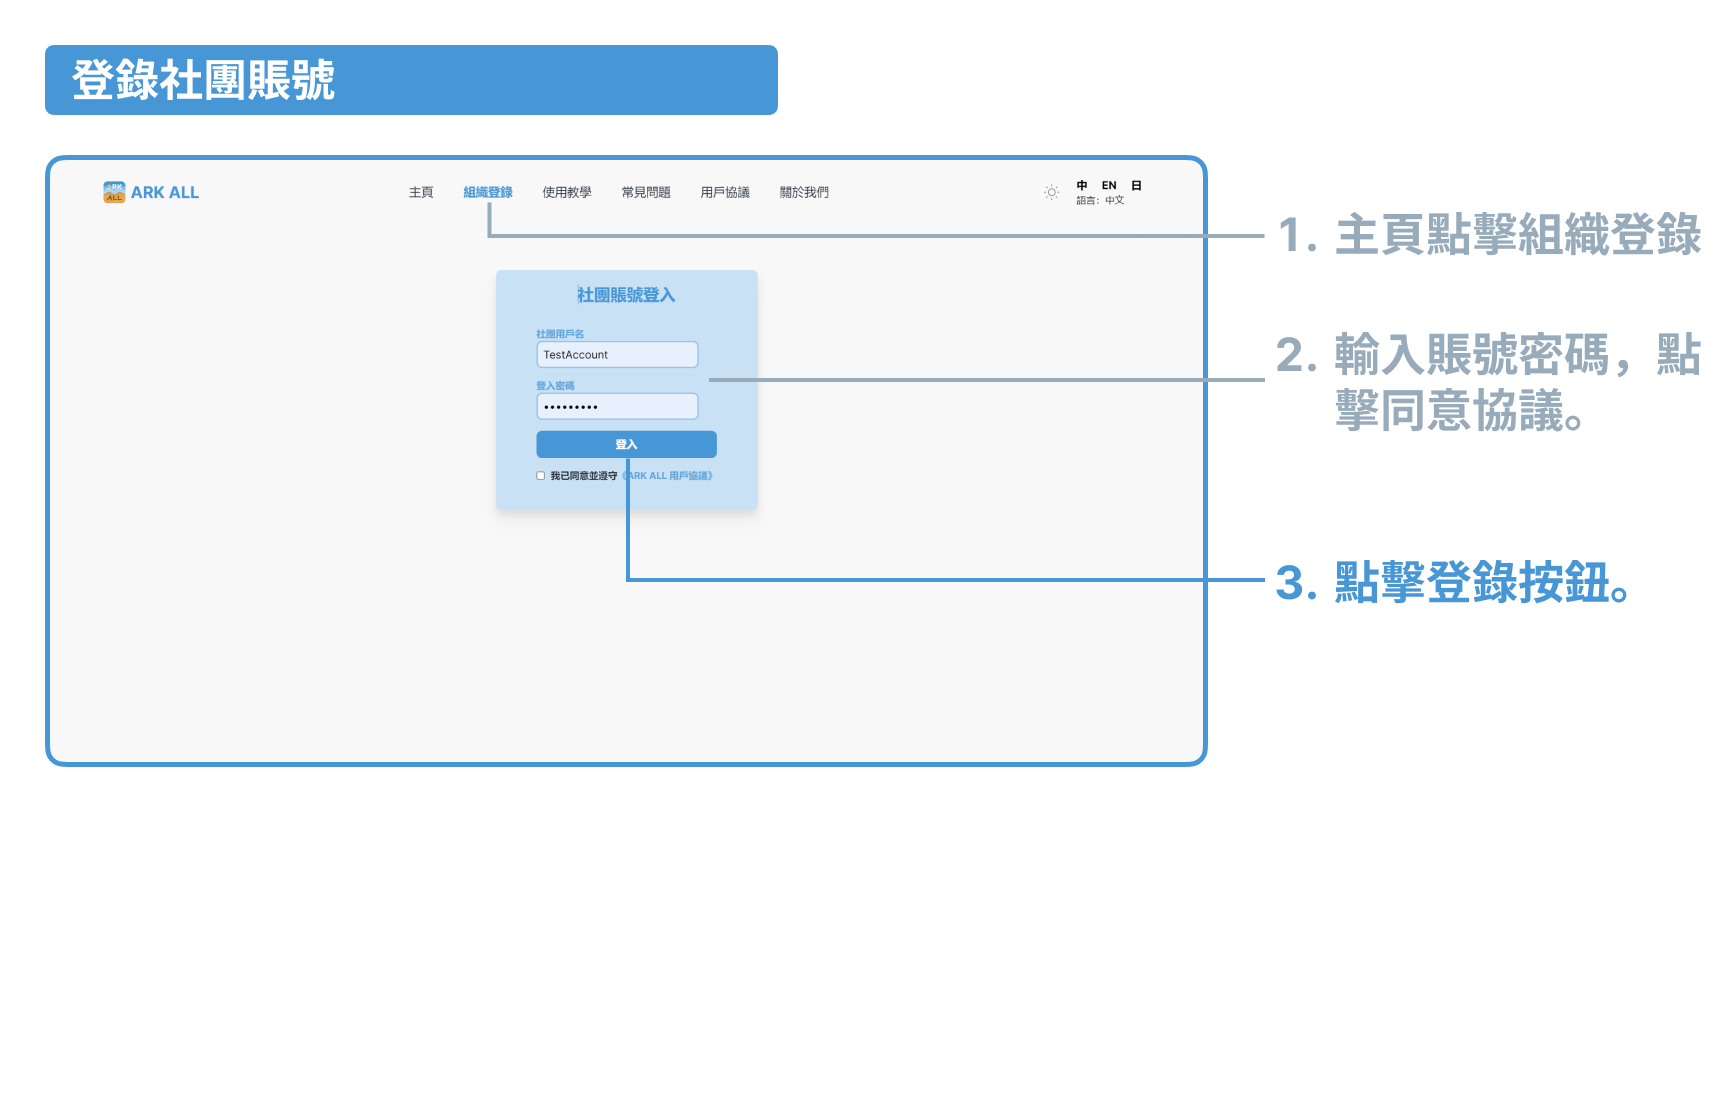 登錄社團賬號
ARK ALL
ARK ALL
主頁
組織登錄
使用教學
常見問題
用戶協議
關於我們
中 EN 日
語言：中文
社團賬號登入
社團用戶名
TestAccount
登入密碼
•••••••••
登入
我已同意並遵守《ARK ALL 用戶協議》
1. 主頁點擊組織登錄
2. 輸入賬號密碼，點
擊同意協議。
3. 點擊登錄按鈕。